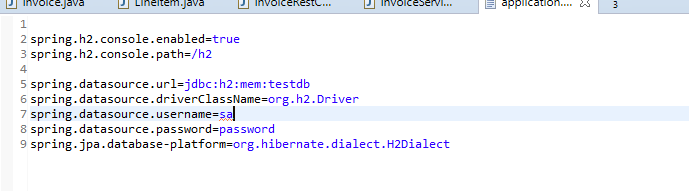 Invoice.java
LineItem.java
InvoiceRestC...
InvoiceServi...
application....
3
1
2 spring.h2.console.enabled=true
3 spring.h2.console.path=/h2
4
5 spring.datasource.url=jdbc:h2:mem:testdb
6 spring.datasource.driverClassName=org.h2.Driver
7 spring.datasource.username=sa
8 spring.datasource.password=password
9 spring.jpa.database-platform=org.hibernate.dialect.H2Dialect